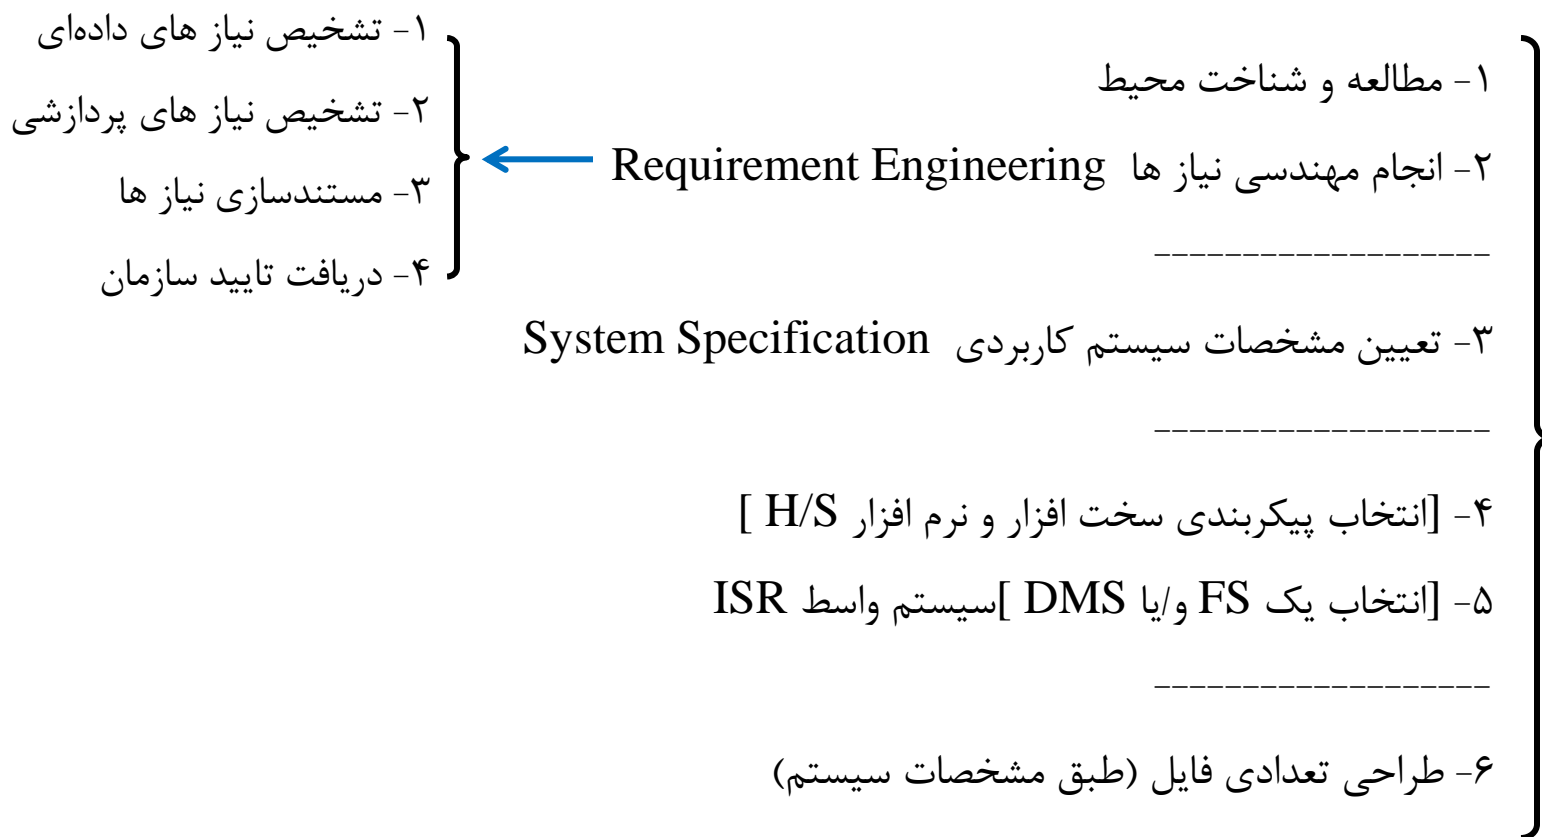 ۱- مطالعه و شناخت محیط
۲- انجام مهندسی نیاز ها Requirement Engineering
-------------------
۳- تعیین مشخصات سیستم کاربردی System Specification
-------------------
۴- [انتخاب پیکربندی سخت افزار و نرم افزار H/S ]
۵- [انتخاب یک FS و/یا DMS ]سیستم واسط ISR
-------------------
۶- طراحی تعدادی فایل (طبق مشخصات سیستم)
۱- تشخیص نیاز های داده‌ای
۲- تشخیص نیاز های پردازشی
۳- مستندسازی نیاز ها
۴- دریافت تایید سازمان